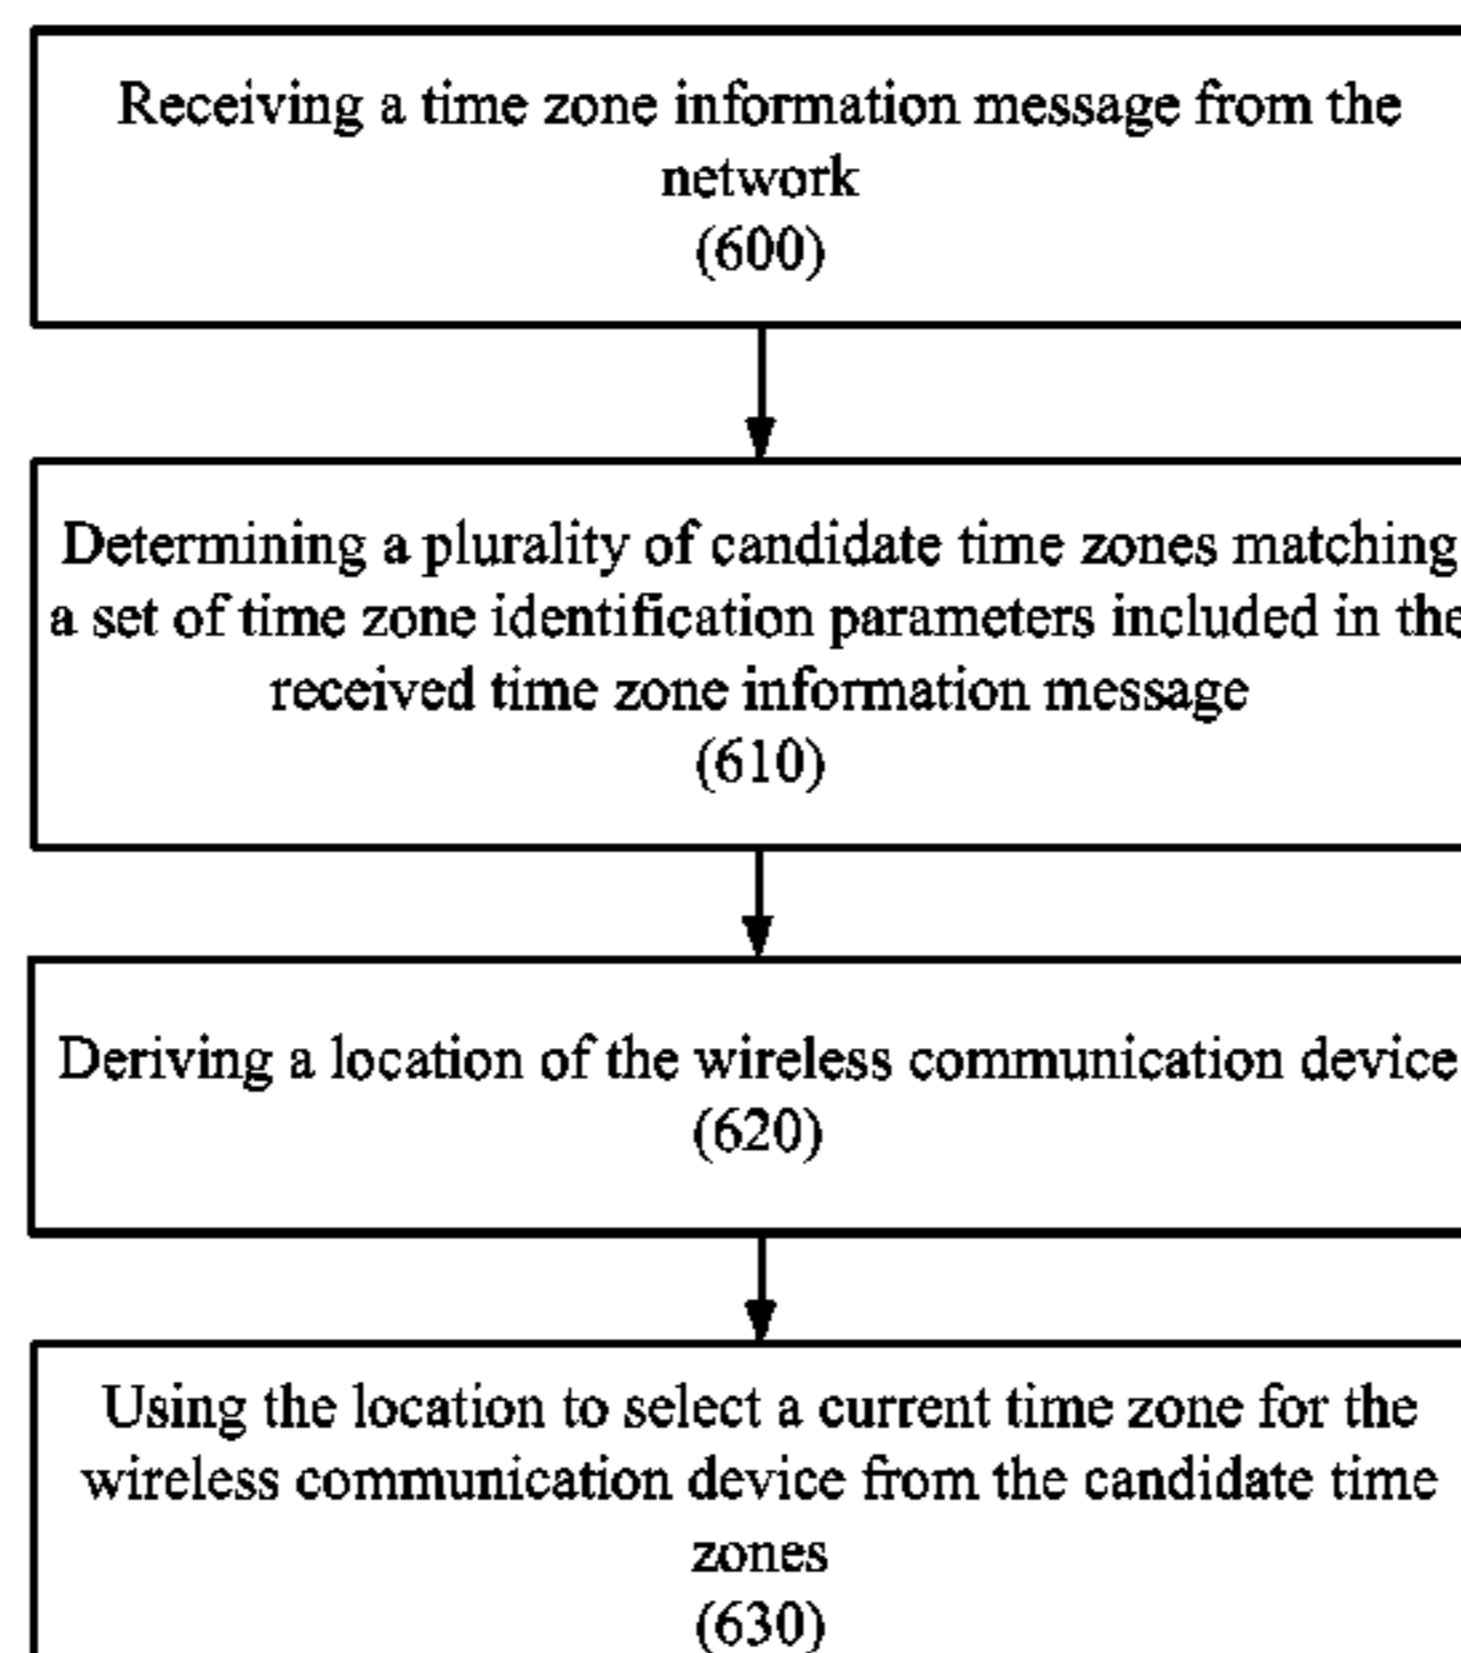 Receiving a time zone information message from the
network
(600)
Determining a plurality of candidate time zones matching
a set of time zone identification parameters included in the
received time zone information message
(610)
Deriving a location of the wireless communication device
(620)
Using the location to select a current time zone for the
wireless communication device from the candidate time
zones
(630)